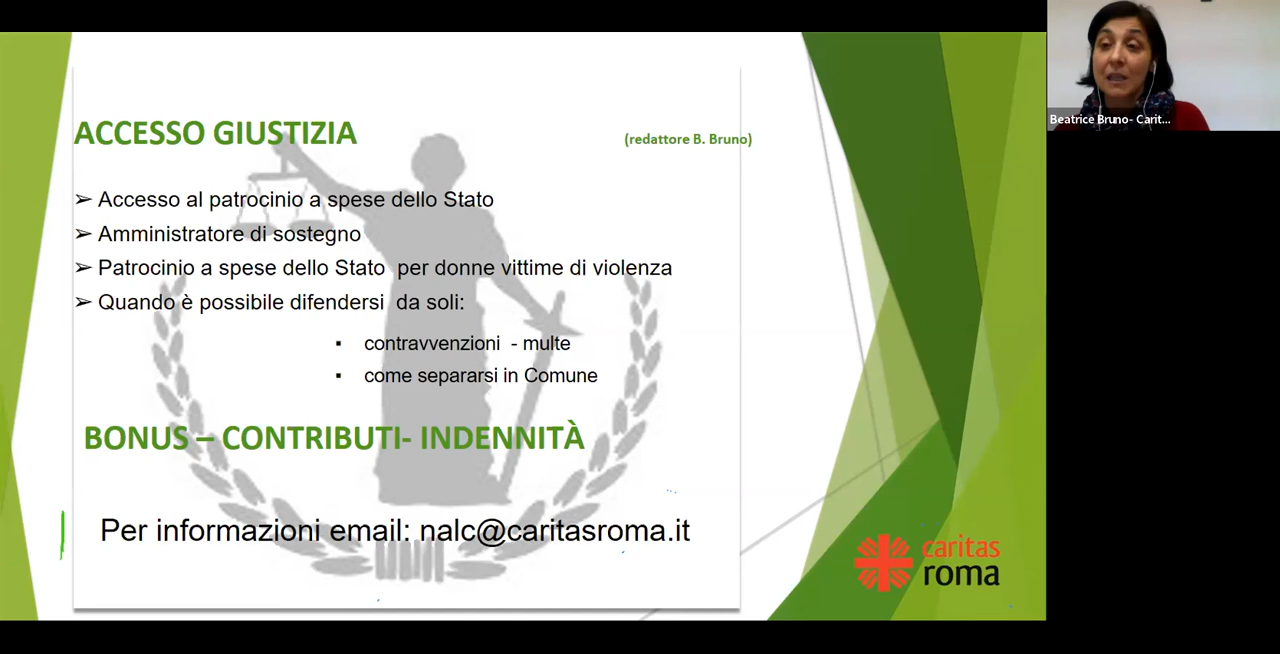 ACCESSO GIUSTIZIA
(redattore B. Bruno)
➢ Accesso al patrocinio a spese dello Stato
➢ Amministratore di sostegno
➢ Patrocinio a spese dello Stato per donne vittime di violenza
➢ Quando è possibile difendersi da soli:
▪ contravvenzioni - multe
▪ come separarsi in Comune
BONUS – CONTRIBUTI- INDENNITÀ
Per informazioni email: nalc@caritasroma.it
caritas
roma
Beatrice Bruno- Carit...